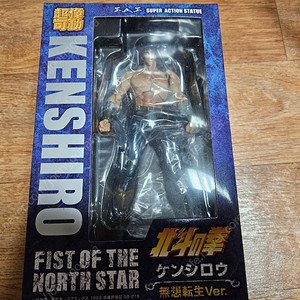 超像可動
SUPER ACTION STATUE
KENSHIRO
FIST OF THE
NORTH STAR
北斗の拳
ケンシロウ
無想転生Ver.